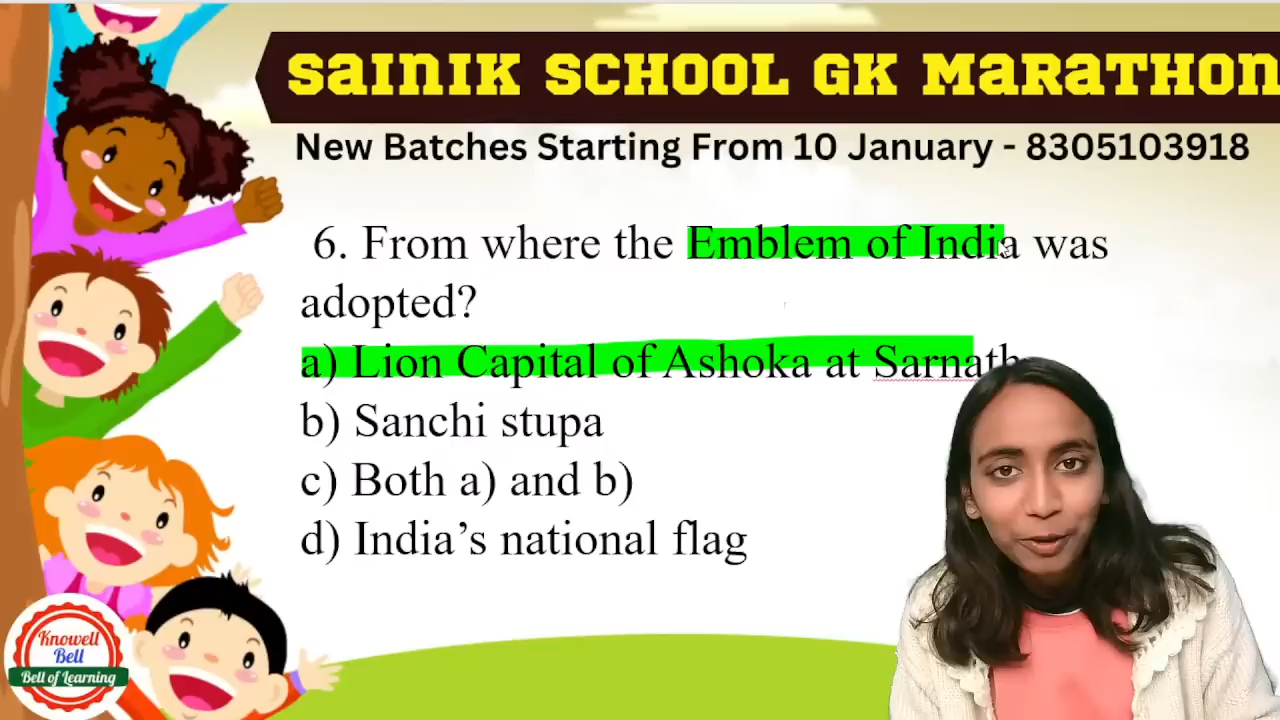 SAINIK SCHOOL GK MARATHON
New Batches Starting From 10 January - 8305103918
6. From where the Emblem of India was
adopted?
a) Lion Capital of Ashoka at Sarnath
b) Sanchi stupa
c) Both a) and b)
d) India's national flag
Knowell
Bell
Bell of Learning